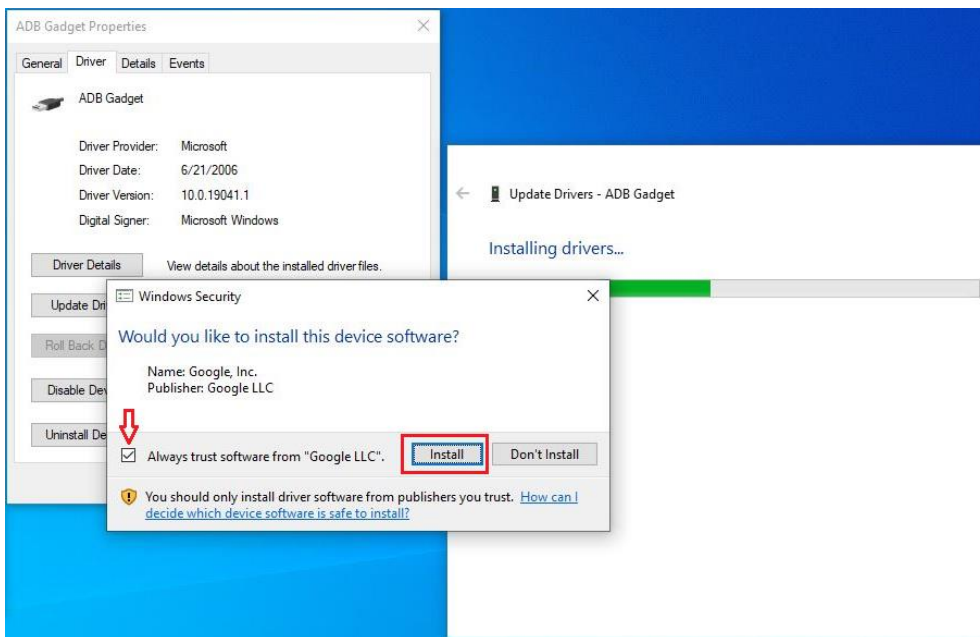 ADB Gadget Properties
General Driver Details Events
ADB Gadget
Driver Provider: Microsoft
Driver Date: 6/21/2006
Driver Version: 10.0.19041.1
Digital Signer: Microsoft Windows
Driver Details View details about the installed driver files.
Update Dri
Roll Back D
Disable Dev
Uninstall De
Windows Security
Would you like to install this device software?
Name: Google, Inc.
Publisher: Google LLC
Always trust software from "Google LLC". Install Don't Install
You should only install driver software from publishers you trust. How can I
decide which device software is safe to install?
Update Drivers - ADB Gadget
Installing drivers...